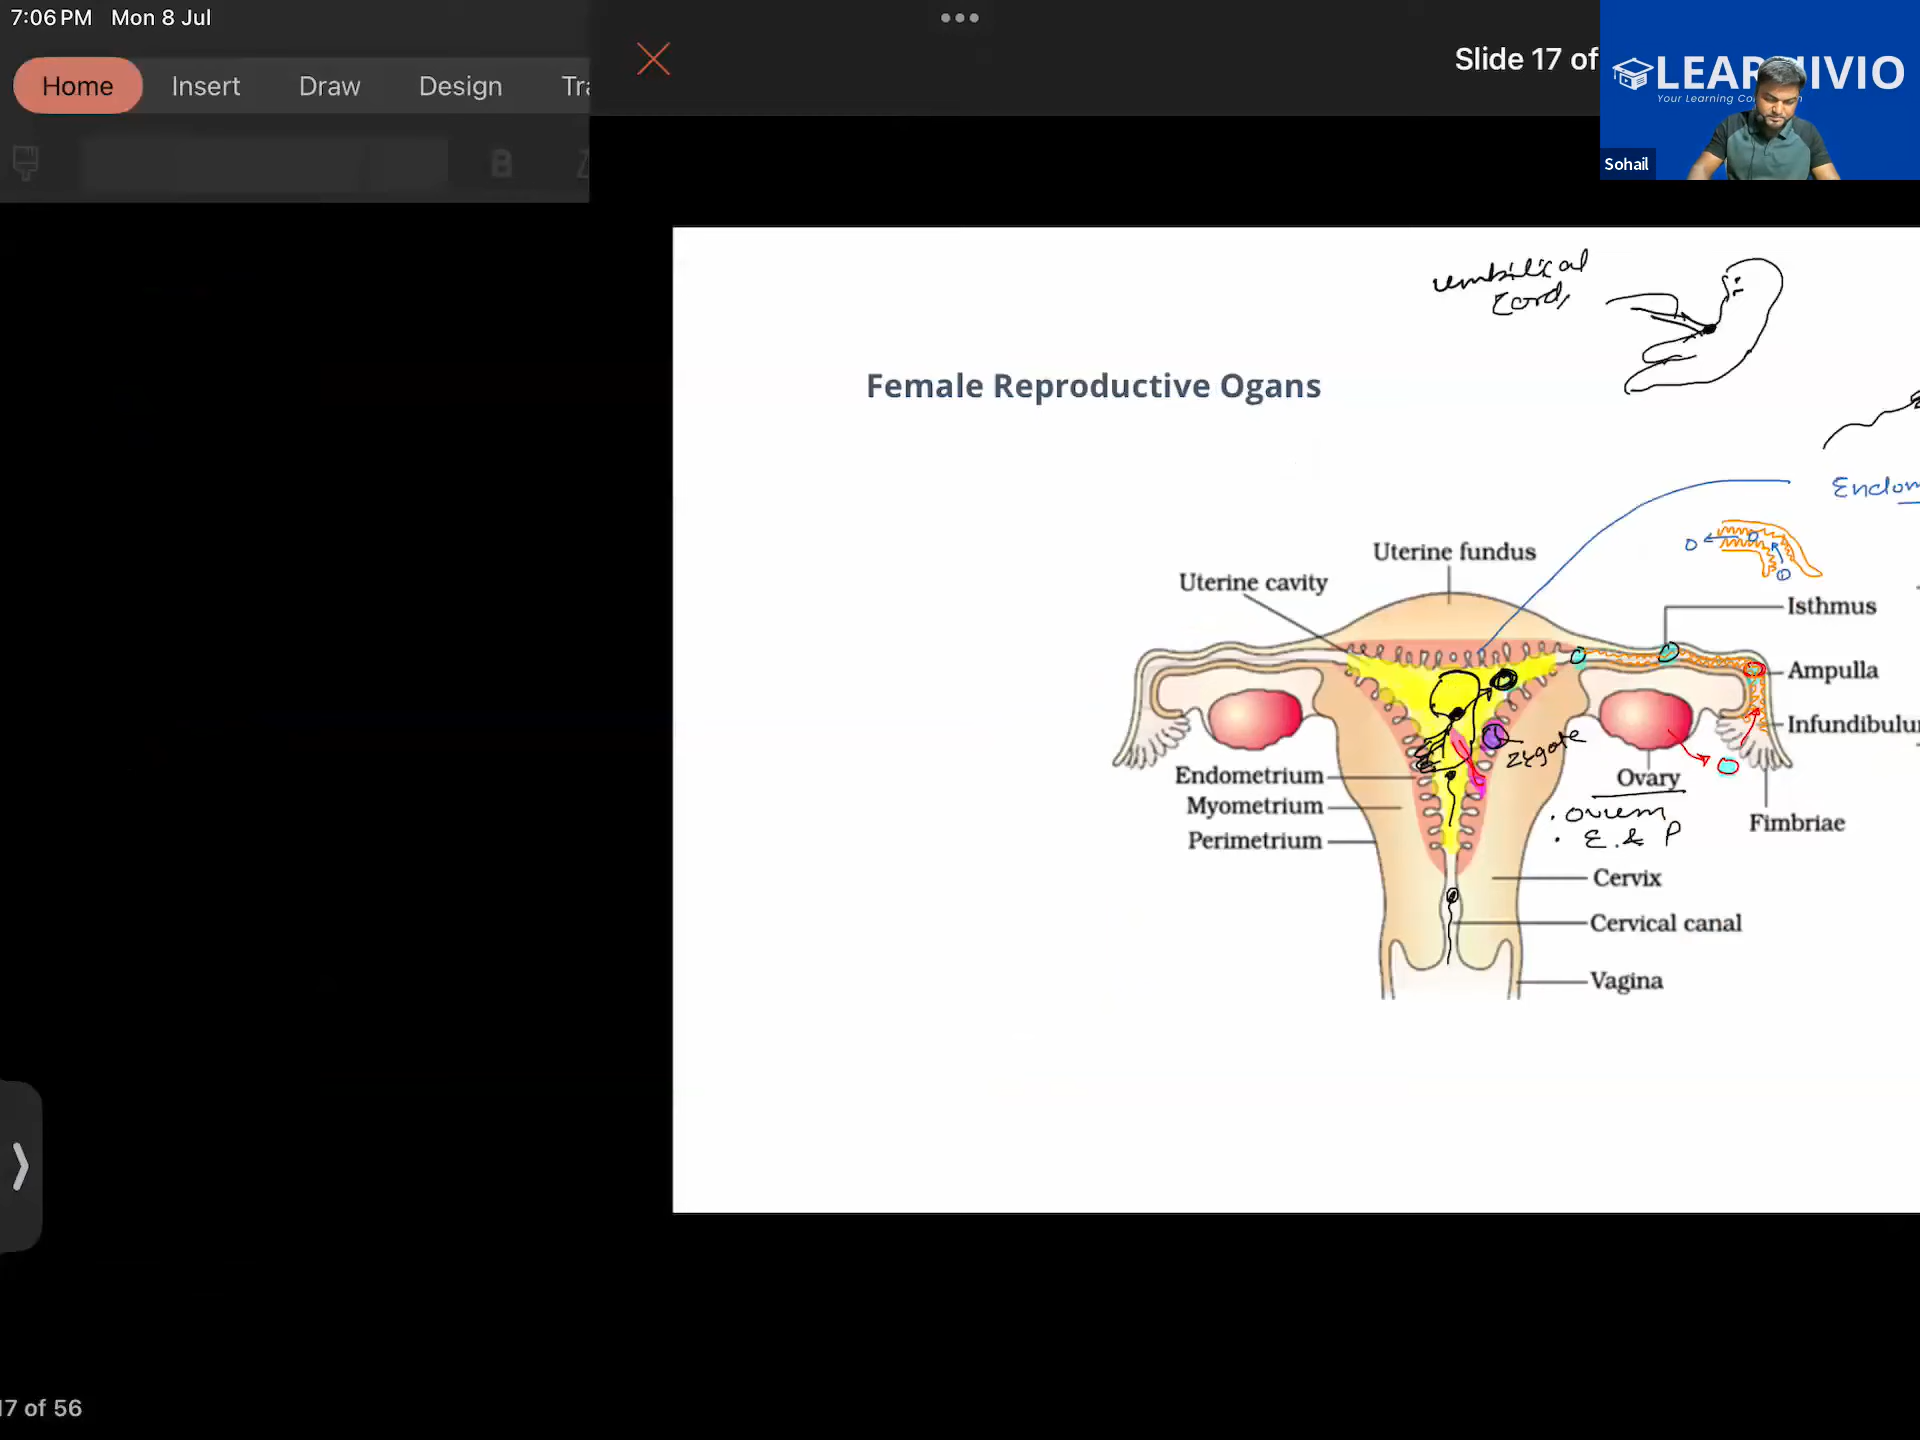 7:06 PM Mon 8 Jul
Home Insert Draw Design
Slide 17 of
Your Learning
Sohail
umbilical
cord
Female Reproductive Ogans
Uterine fundus
Uterine cavity
Isthmus
Ampulla
zygote
Endometrium
Myometrium
Perimetrium
Ovary
ovum
E & P
Fimbriae
Cervix
Cervical canal
Vagina
17 of 56